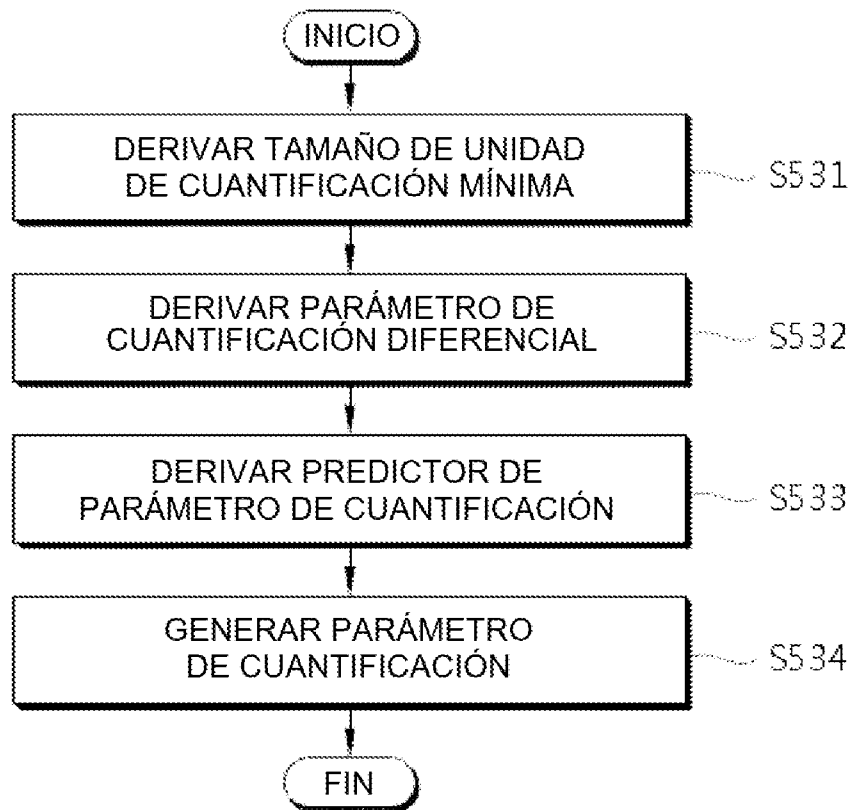 INICIO
DERIVAR TAMAÑO DE UNIDAD
DE CUANTIFICACIÓN MÍNIMA
S531
DERIVAR PARÁMETRO DE
CUANTIFICACIÓN DIFERENCIAL
S532
DERIVAR PREDICTOR DE
PARÁMETRO DE CUANTIFICACIÓN
S533
GENERAR PARÁMETRO
DE CUANTIFICACIÓN
S534
FIN